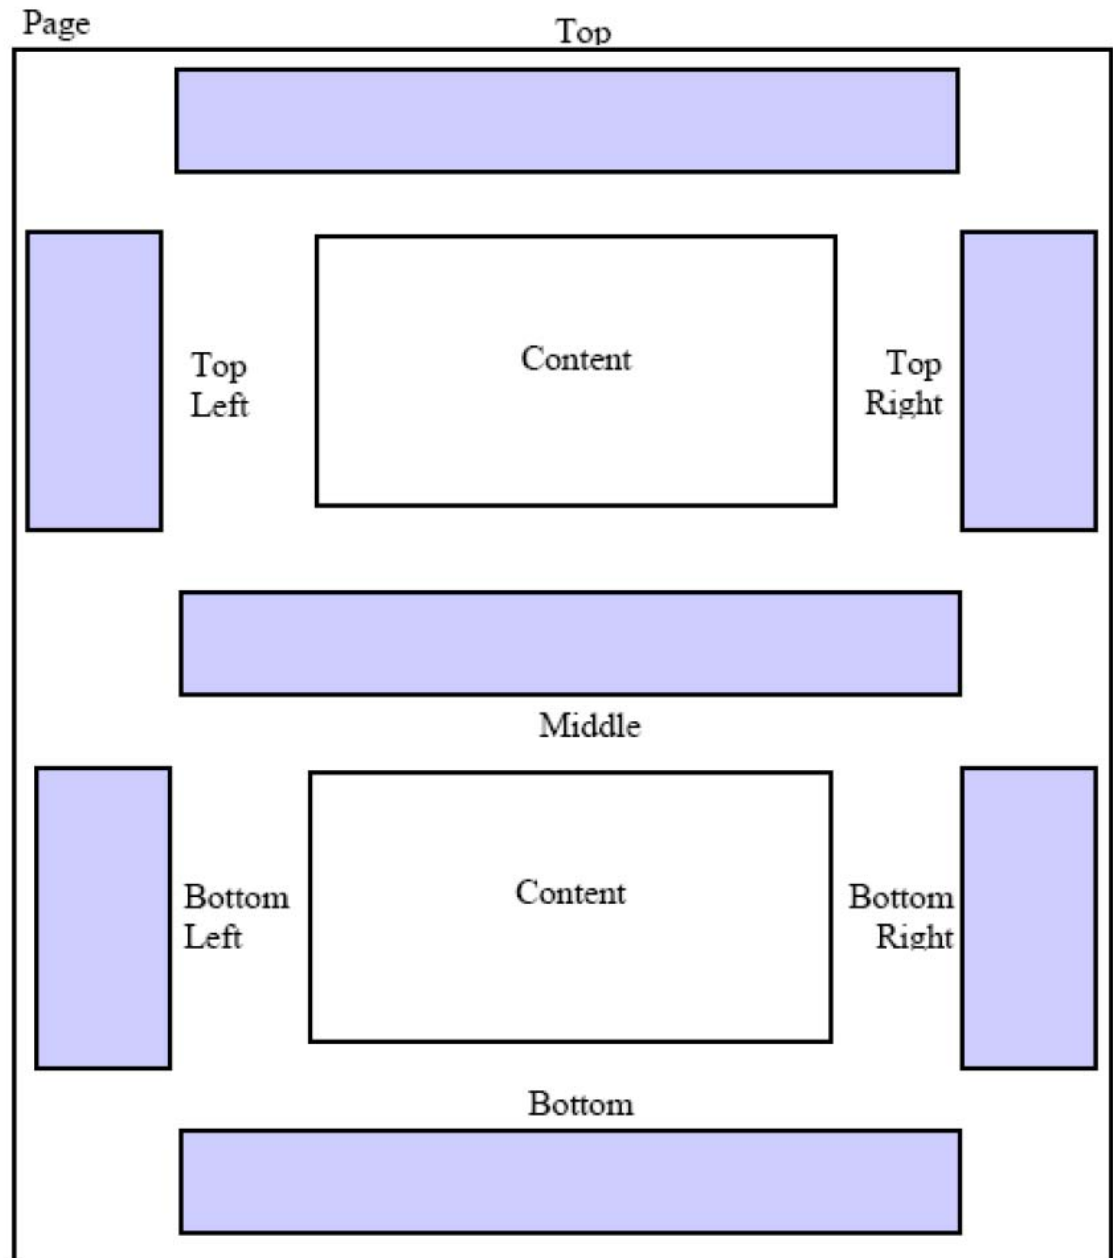 Page
Top
Top
Left
Content
Top
Right
Middle
Bottom
Left
Content
Bottom
Right
Bottom